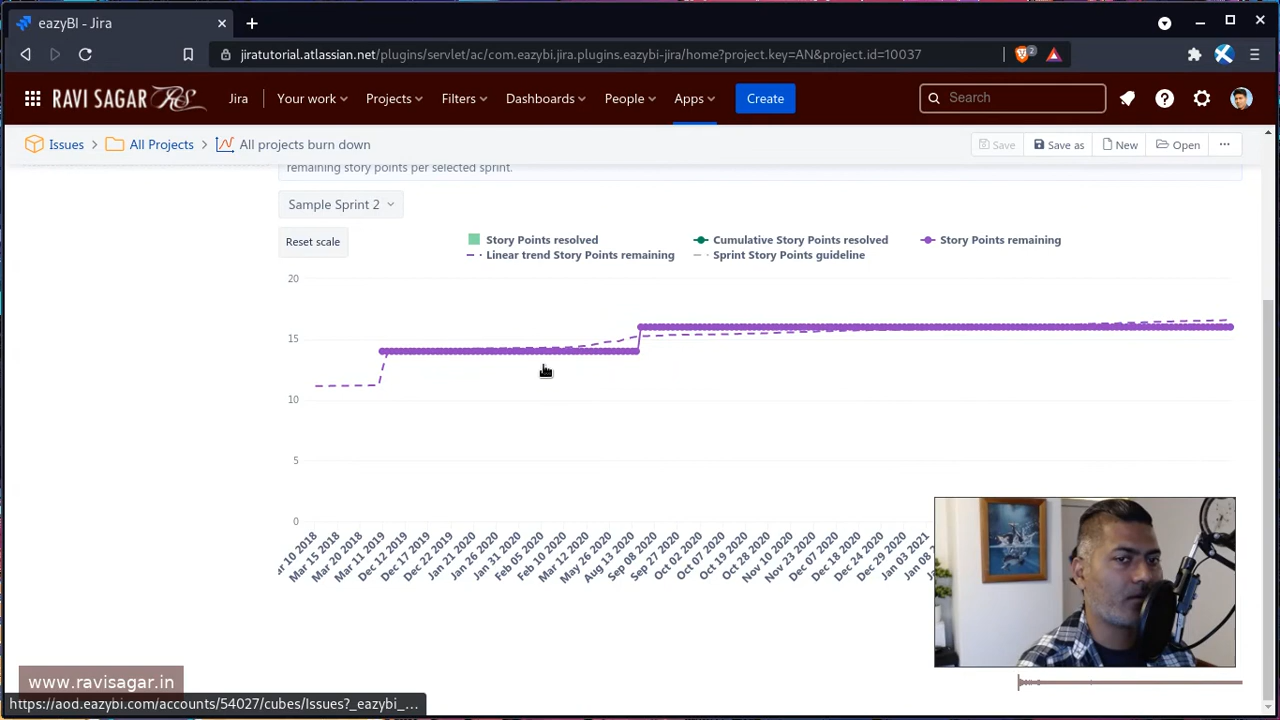 eazyBI - Jira
jiratutorial.atlassian.net/plugins/servlet/ac/com.eazybi.jira.plugins.eazybi-jira/home?project.key=AN&project.id=10037
2
RAVI SAGAR RS
Jira
Your work
Projects
Filters
Dashboards
People
Apps
Create
Search
Issues
All Projects
All projects burn down
Save
Save as
New
Open
remaining story points per selected sprint.
Sample Sprint 2
Reset scale
Story Points resolved
Cumulative Story Points resolved
Story Points remaining
Linear trend Story Points remaining
Sprint Story Points guideline
20
15
10
5
0
Mar 15 2018
Mar 20 2018
Mar 11 2019
Dec 12 2019
Dec 17 2019
Dec 22 2019
Jan 21 2020
Jan 26 2020
Jan 31 2020
Feb 05 2020
Feb 10 2020
Mar 12 2020
May 26 2020
Aug 13 2020
Sep 08 2020
Sep 27 2020
Oct 02 2020
Oct 07 2020
Oct 19 2020
Oct 28 2020
Nov 10 2020
Nov 23 2020
Dec 07 2020
Dec 18 2020
Dec 24 2020
Dec 29 2020
Jan 03 2021
www.ravisagar.in
https://aod.eazybi.com/accounts/54027/cubes/Issues?_eazybi_...